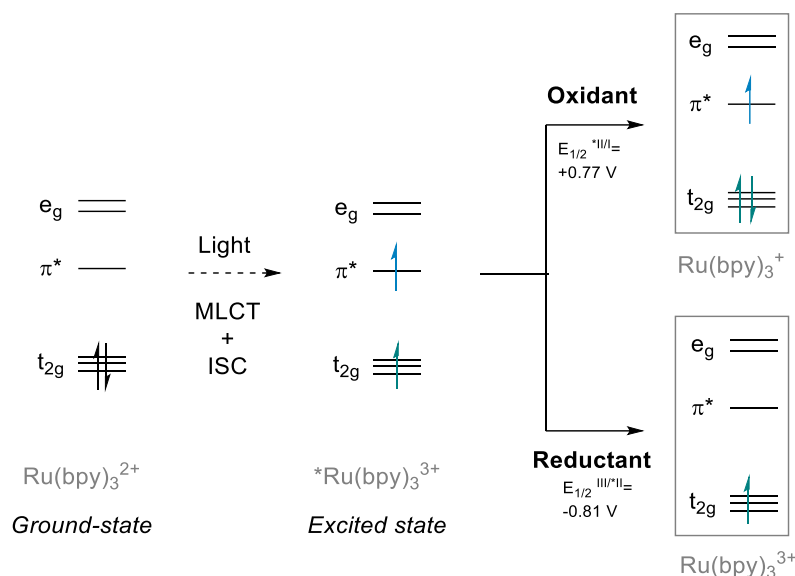 e_g
π*
t_2g
Ru(bpy)_3^2+
Ground-state
Light
MLCT
+
ISC
e_g
π*
t_2g
*Ru(bpy)_3^3+
Excited state
Oxidant
E_1/2 ^*II/I=
+0.77 V
e_g
π*
t_2g
Ru(bpy)_3^+
Reductant
E_1/2 ^III/*II=
-0.81 V
e_g
π*
t_2g
Ru(bpy)_3^3+